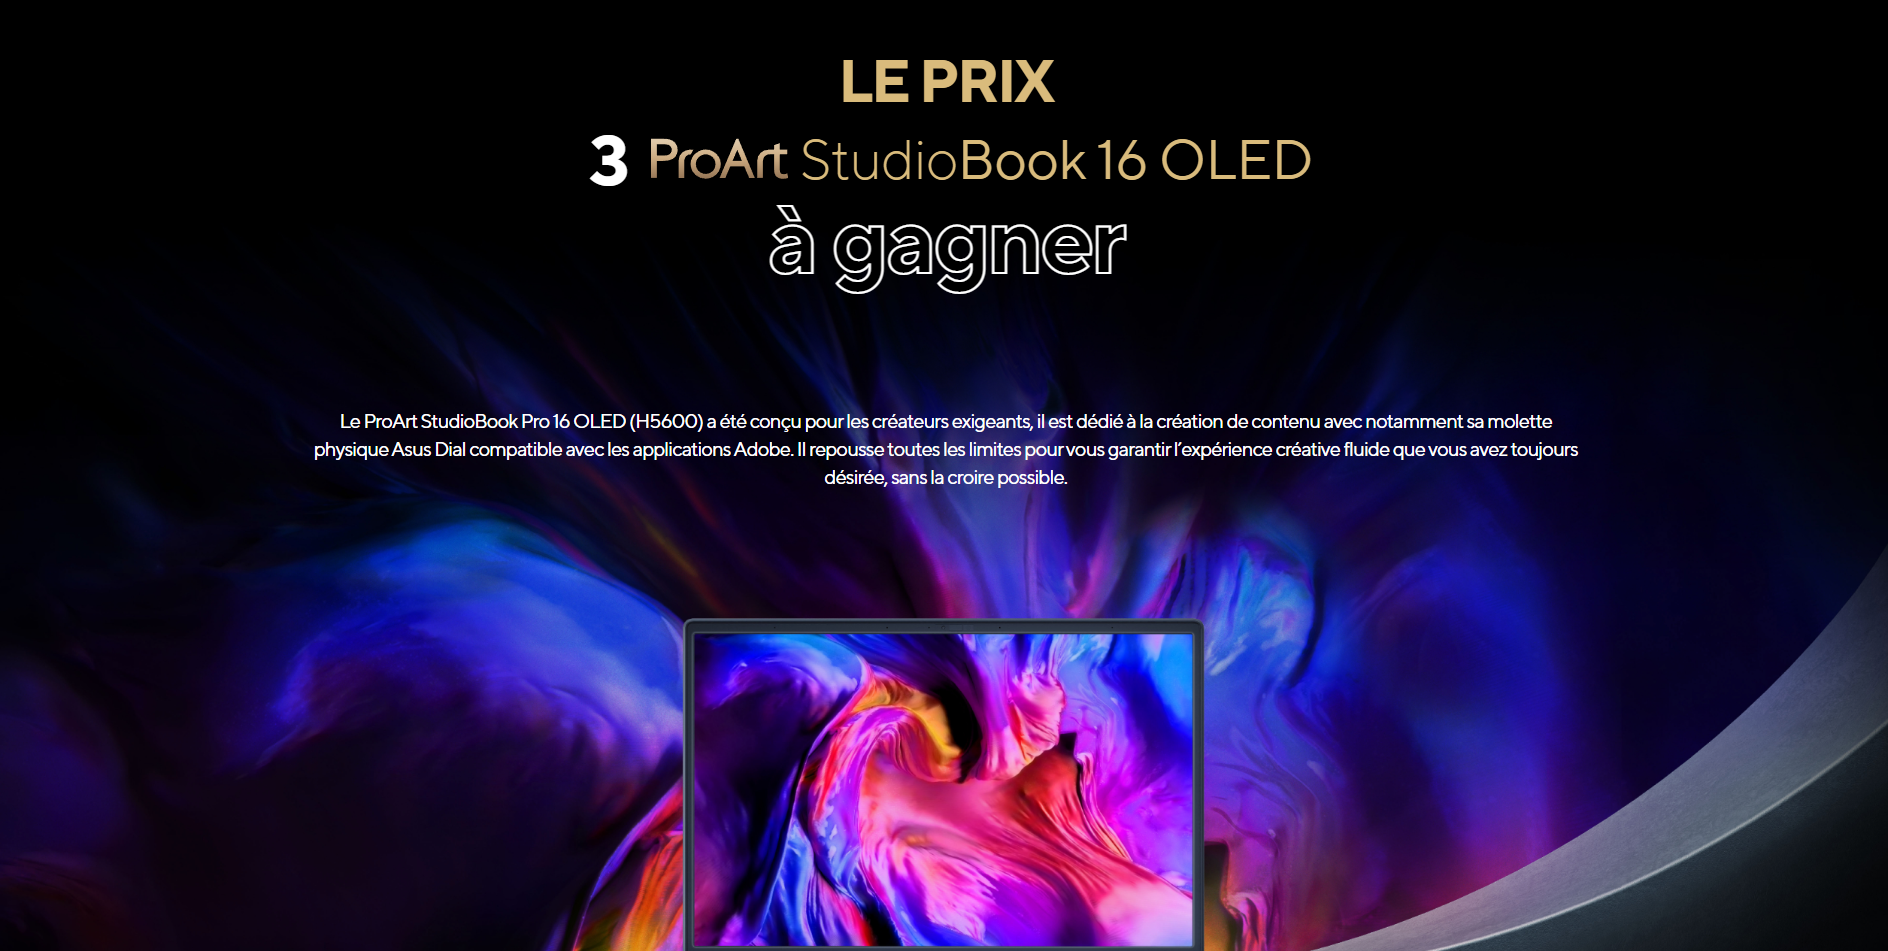 LE PRIX
3 ProArt StudioBook 16 OLED
à gagner
Le ProArt StudioBook Pro 16 OLED (H5600) a été conçu pour les créateurs exigeants, il est dédié à la création de contenu avec notamment sa molette
physique Asus Dial compatible avec les applications Adobe. Il repousse toutes les limites pour vous garantir l’expérience créative fluide que vous avez toujours
désirée, sans la croire possible.